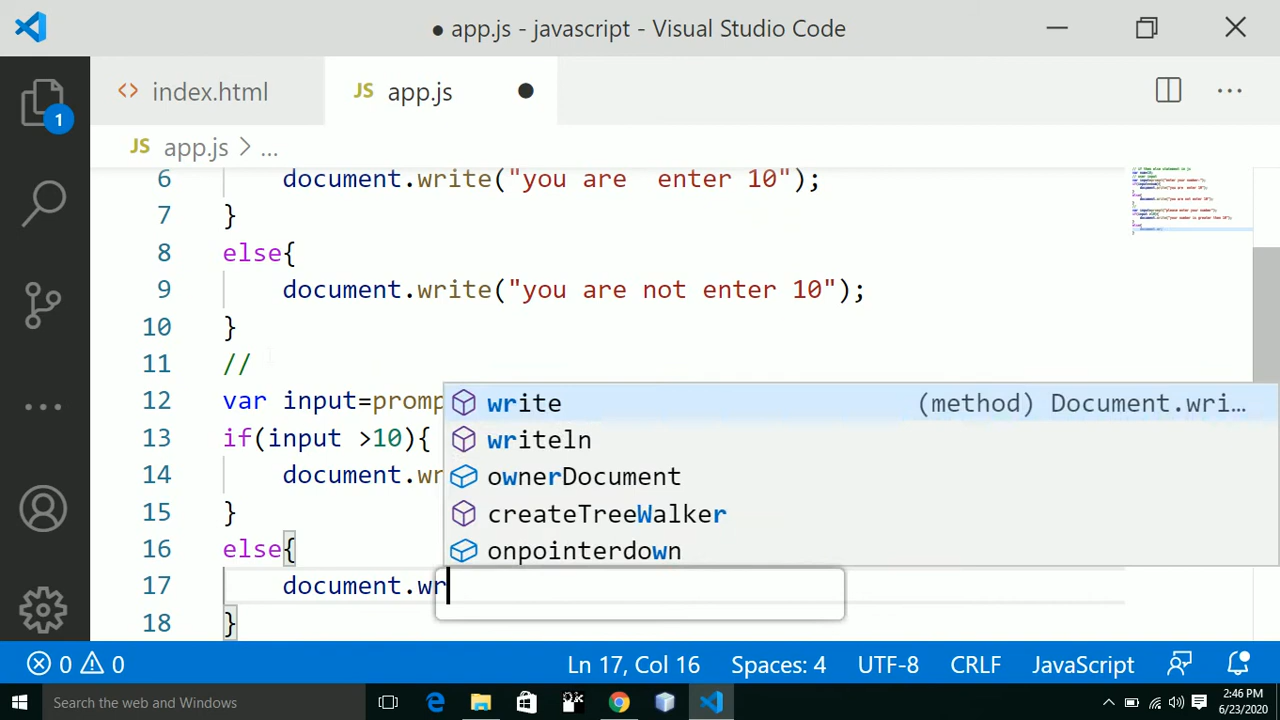 ● app.js - javascript - Visual Studio Code
<> index.html
JS app.js ●
1
JS app.js > ...
6 document.write("you are  enter 10");
7 }
8 else{
9 document.write("you are not enter 10");
10 }
11 //
12 var input=promp
13 if(input >10){
14 document.wr
15 }
16 else{
17 document.wr
18 }
write (method) Document.wri…
writeln
ownerDocument
createTreeWalker
onpointerdown
0 0 Ln 17, Col 16 Spaces: 4 UTF-8 CRLF JavaScript
Search the web and Windows
2:46 PM
6/23/2020